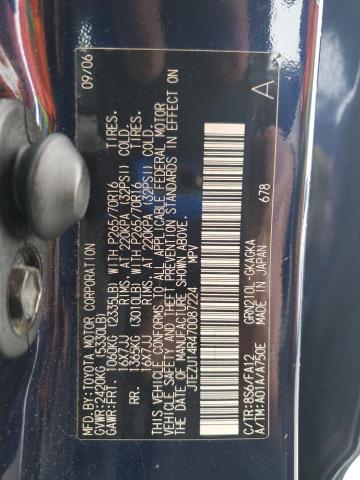 MFD.BY:TOYOTA MOTOR CORPORATION 09/06
GVWR:2420KG (5330LB)
GAWR:FRT. 1060KG (2335LB) WITH P265/70R16 TIRES.
16X7JJ RIMS. AT 220KPA (32PSI) COLD.
RR. 1365KG (3010LB) WITH P265/70R16 TIRES.
16X7JJ RIMS. AT 220KPA (32PSI) COLD.
THIS VEHICLE CONFORMS TO ALL APPLICABLE FEDERAL MOTOR
VEHICLE SAFETY, BUMPER AND THEFT PREVENTION STANDARDS IN EFFECT
ON THE DATE OF MANUFACTURE SHOWN ABOVE.
JTEZU14R470087224 MPV A
678
C/TR:8S6/FA12 GRN210L-GKAGKA
A/TM:A01A/A750E MADE IN JAPAN